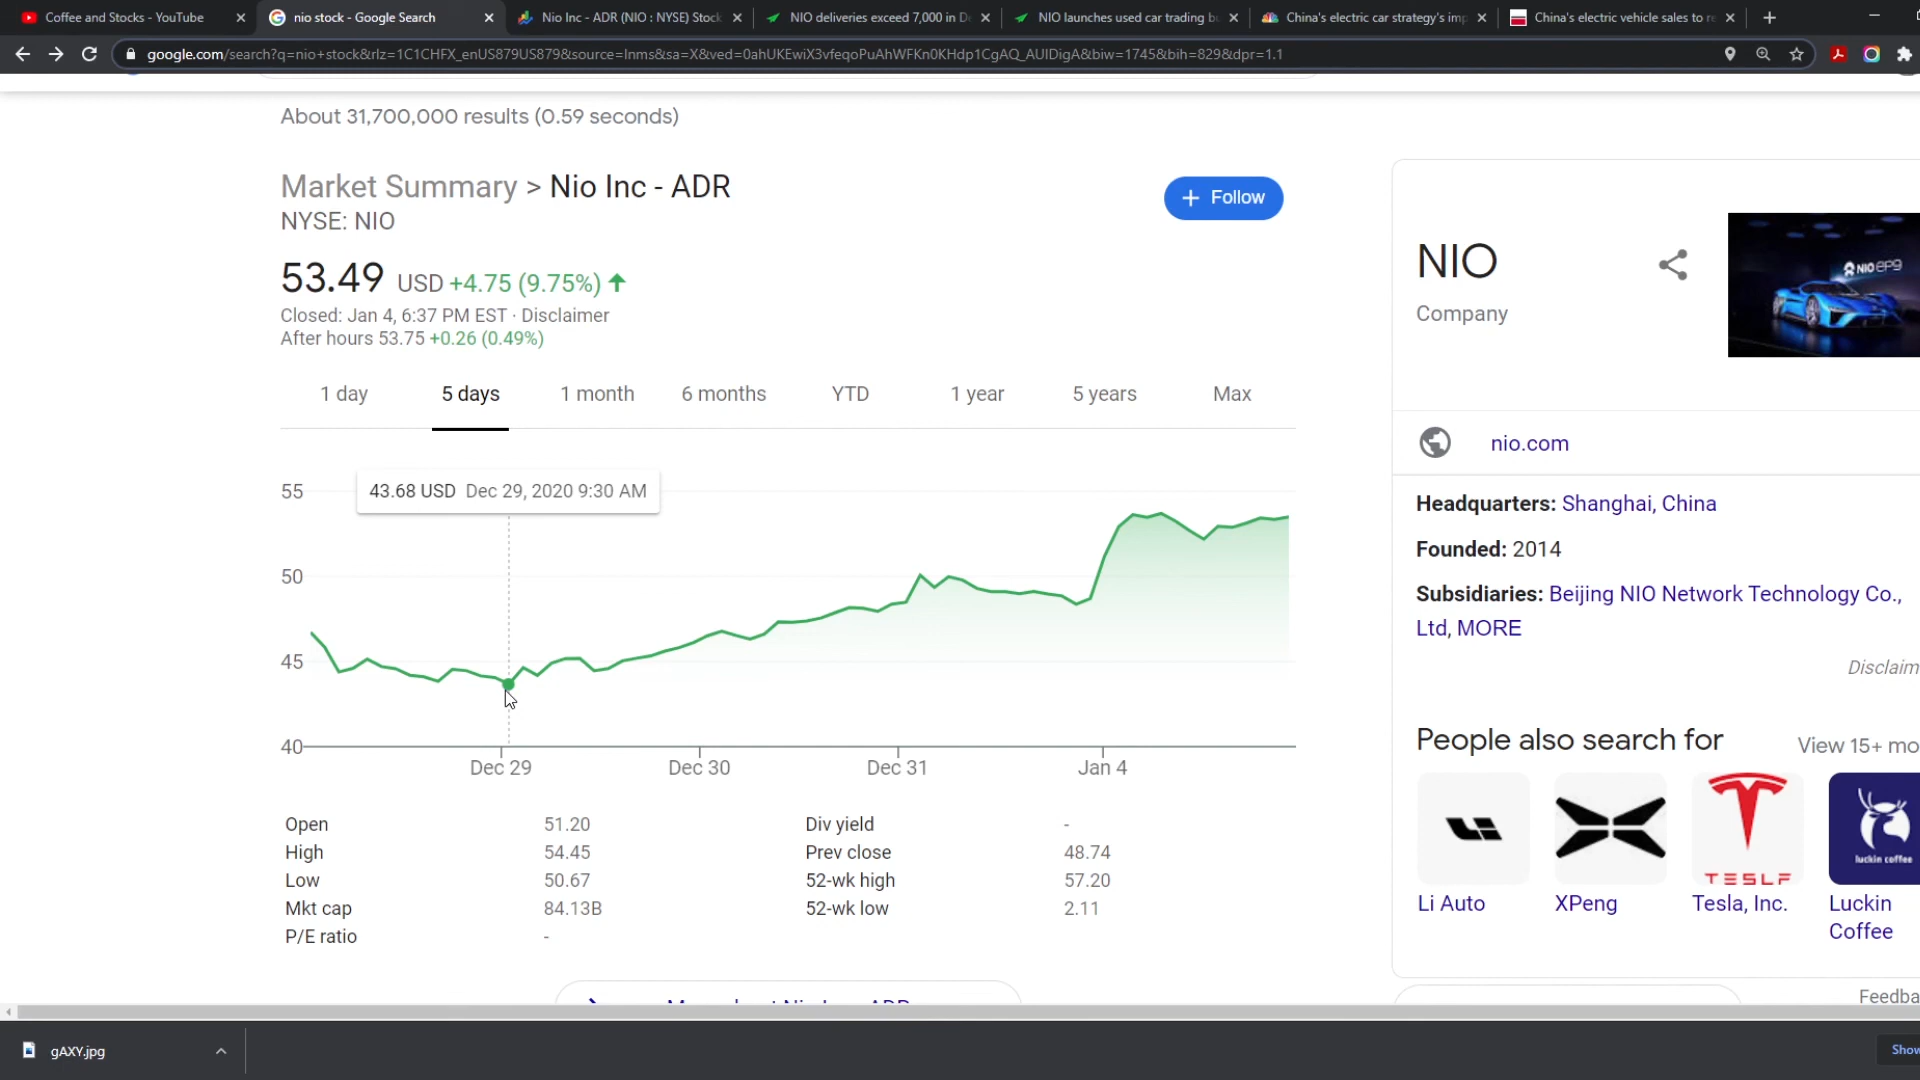 Coffee and Stocks - YouTube
nio stock - Google Search
Nio Inc - ADR (NIO : NYSE) Stock
NIO deliveries exceed 7,000 in De
NIO launches used car trading bu
China's electric car strategy's imp
China's electric vehicle sales to re
google.com/search?q=nio+stock&rlz=1C1CHFX_enUS879US879&source=lnms&sa=X&ved=0ahUKEwiX3vfeqoPuAhWFKn0KHdp1CgAQ_AUIDigA&biw=1745&bih=829&dpr=1.1
About 31,700,000 results (0.59 seconds)
Market Summary > Nio Inc - ADR
NYSE: NIO
+ Follow
53.49 USD +4.75 (9.75%)
Closed: Jan 4, 6:37 PM EST · Disclaimer
After hours 53.75 +0.26 (0.49%)
1 day 5 days 1 month 6 months YTD 1 year 5 years Max
43.68 USD Dec 29, 2020 9:30 AM
55
50
45
40
Dec 29 Dec 30 Dec 31 Jan 4
Open 51.20 Div yield -
High 54.45 Prev close 48.74
Low 50.67 52-wk high 57.20
Mkt cap 84.13B 52-wk low 2.11
P/E ratio -
NIO
Company
NIO EP9
nio.com
Headquarters: Shanghai, China
Founded: 2014
Subsidiaries: Beijing NIO Network Technology Co.,
Ltd, MORE
Disclaim
People also search for
View 15+ mo
TESLA
luckin coffee
Li Auto
XPeng
Tesla, Inc.
Luckin
Coffee
Feedba
gAXY.jpg
Show